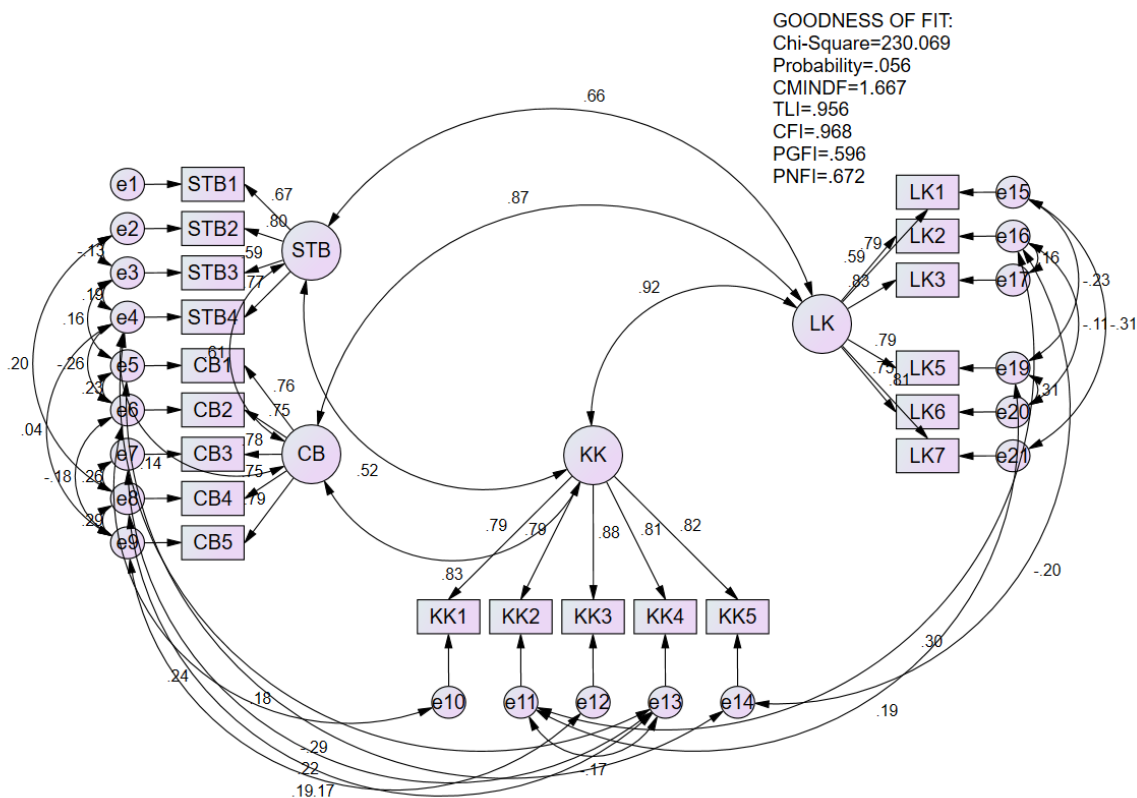 GOODNESS OF FIT:
Chi-Square=230.069
Probability=.056
CMINDF=1.667
TLI=.956
CFI=.968
PGFI=.596
PNFI=.672
.66
e1 STB1 .67
LK1 e15
e2 STB2 .80
.87
.79 LK2 e16
-.13
STB
.59
.59
.16
e3 STB3 .77
.83 LK3 e17
-.23
.19
.92
.16 e4 STB4
LK
-.11 -.31
.20 -.26 e5 CB1 .61
.79 LK5 e19
.23 .76
.75 .81 .31
e6 CB2 .75
LK6 e20
.04
.78
e7 CB3 CB
KK
LK7 e21
-.18 .26 .14 .75
.52
e8 CB4 .79
.29
e9 CB5
.79 .79 .88 .81 .82
.83
-.20
KK1 KK2 KK3 KK4 KK5
.30
.24
.18 e10 e11 e12 e13 e14 .19
-.29
.22 -.17
.19 .17